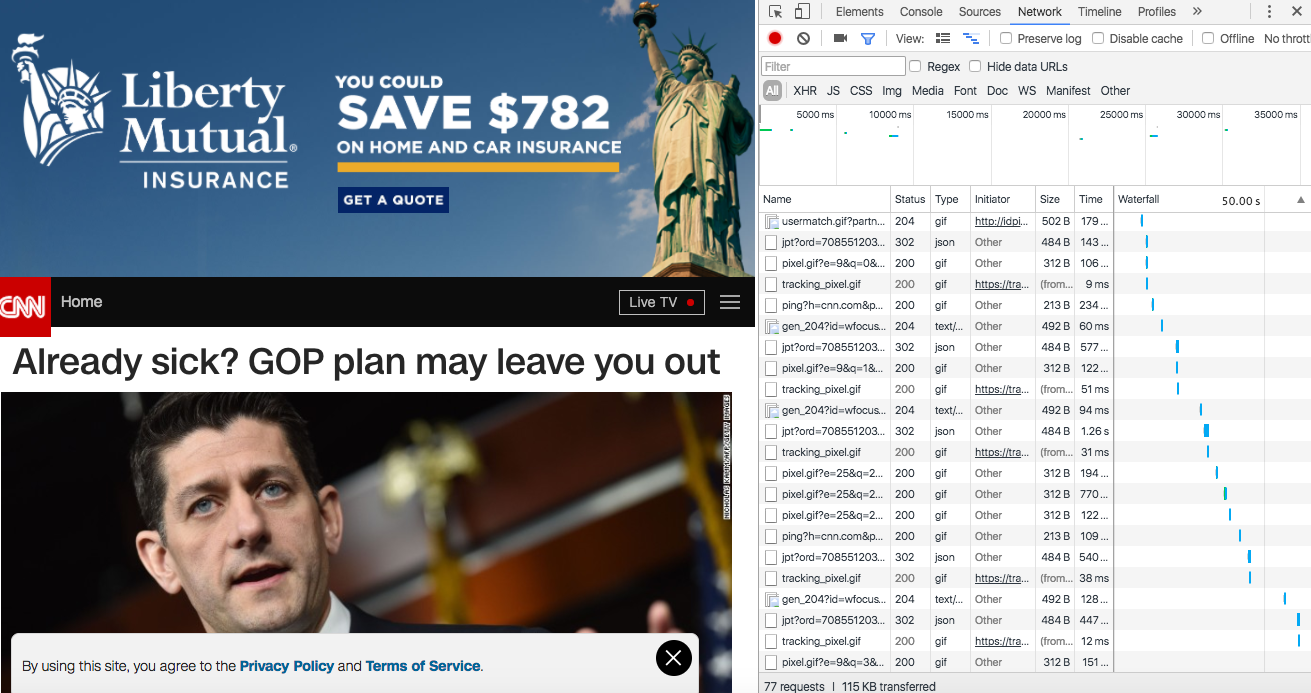 Liberty
Mutual®
INSURANCE
YOU COULD
SAVE $782
ON HOME AND CAR INSURANCE
GET A QUOTE
CNN Home Live TV
Already sick? GOP plan may leave you out
By using this site, you agree to the Privacy Policy and Terms of Service.
Elements Console Sources Network Timeline Profiles »
View: Preserve log Disable cache Offline No thrott
Filter Regex Hide data URLs
All XHR JS CSS Img Media Font Doc WS Manifest Other
5000 ms 10000 ms 15000 ms 20000 ms 25000 ms 30000 ms 35000 ms
Name Status Type Initiator Size Time Waterfall 50.00 s
usermatch.gif?partn... 204 gif http://idpi... 502 B 179 ...
jpt?ord=708551203... 302 json Other 484 B 143 ...
pixel.gif?e=9&q=0&... 200 gif Other 312 B 106 ...
tracking_pixel.gif 200 gif https://tra... (from... 9 ms
ping?h=cnn.com&p... 200 gif Other 213 B 234 ...
gen_204?id=wfocus... 204 text/... Other 492 B 60 ms
jpt?ord=708551203... 302 json Other 484 B 577 ...
pixel.gif?e=9&q=1&... 200 gif Other 312 B 122 ...
tracking_pixel.gif 200 gif https://tra... (from... 51 ms
gen_204?id=wfocus... 204 text/... Other 492 B 94 ms
jpt?ord=708551203... 302 json Other 484 B 1.26 s
tracking_pixel.gif 200 gif https://tra... (from... 31 ms
pixel.gif?e=25&q=2... 200 gif Other 312 B 194 ...
pixel.gif?e=25&q=2... 200 gif Other 312 B 770 ...
pixel.gif?e=25&q=2... 200 gif Other 312 B 122 ...
ping?h=cnn.com&p... 200 gif Other 213 B 109 ...
jpt?ord=708551203... 302 json Other 484 B 540 ...
tracking_pixel.gif 200 gif https://tra... (from... 38 ms
gen_204?id=wfocus... 204 text/... Other 492 B 128 ...
jpt?ord=708551203... 302 json Other 484 B 447 ...
tracking_pixel.gif 200 gif https://tra... (from... 12 ms
pixel.gif?e=9&q=3&... 200 gif Other 312 B 151 ...
77 requests | 115 KB transferred